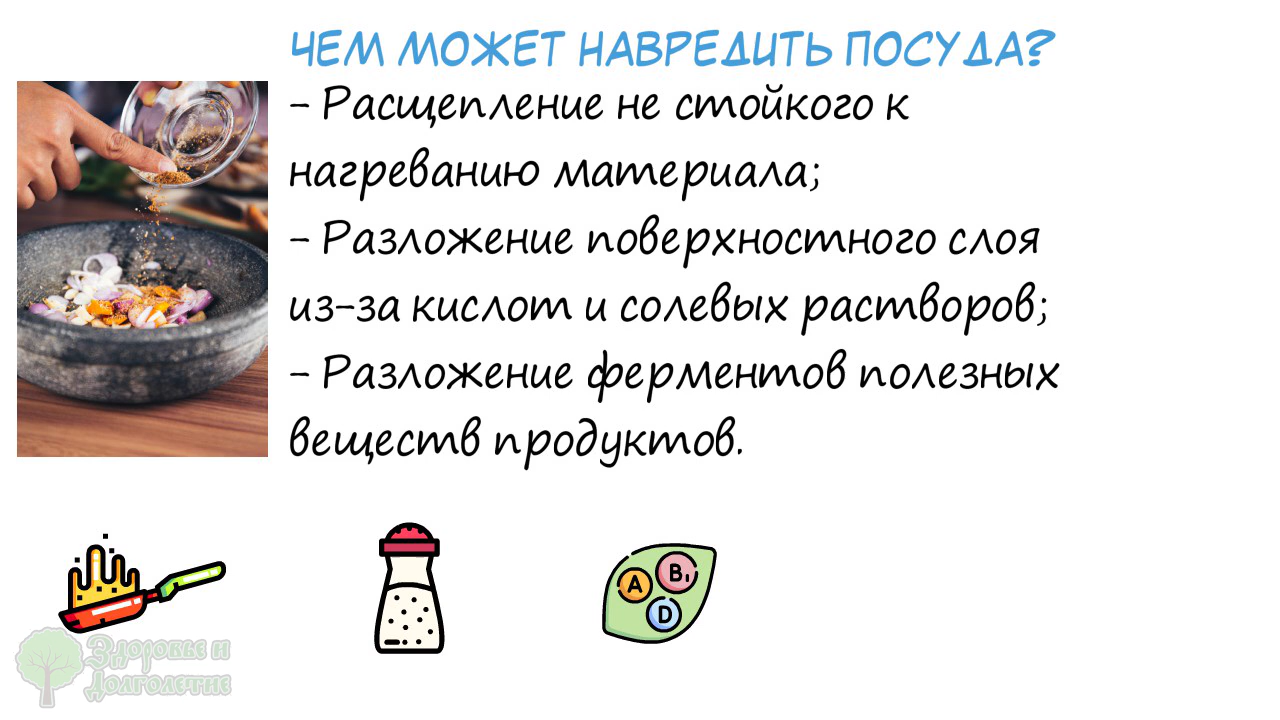 ЧЕМ МОЖЕТ НАВРЕДИТЬ ПОСУДА?
- Расщепление не стойкого к
нагреванию материала;
- Разложение поверхностного слоя
из-за кислот и солевых растворов;
- Разложение ферментов полезных
веществ продуктов.
A
B₁
D
Здоровье и
Долголетие